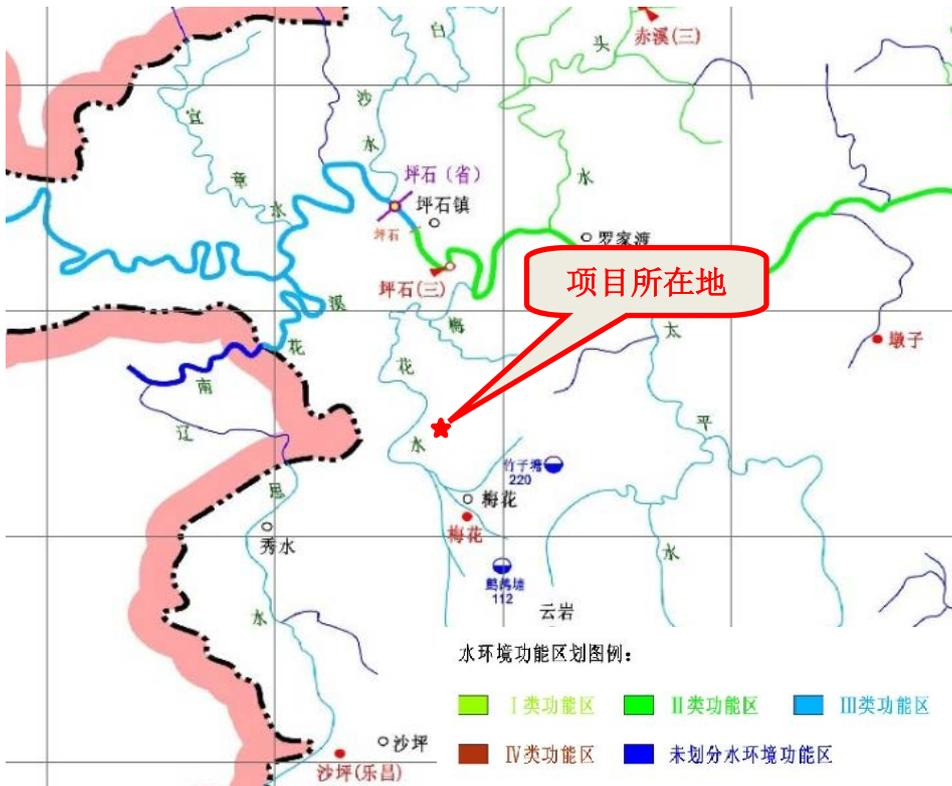 白
头
赤溪(三)
沙
水
宜
章
水
水
坪石(省)
坪石镇
坪石
罗家渡
坪石(三)
项目所在地
溪
花
南
梅
花
水
太
平
水
墩子
辽
思
水
竹子塘
220
梅花
梅花
秀水
112
云岩
水环境功能区划图例：
I类功能区
II类功能区
III类功能区
IV类功能区
未划分水环境功能区
沙坪
沙坪(乐昌)